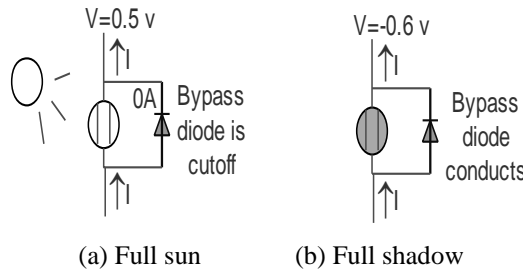 V=0.5 v
I
0A
Bypass
diode is
cutoff
I
(a) Full sun
V=-0.6 v
I
Bypass
diode
conducts
I
(b) Full shadow